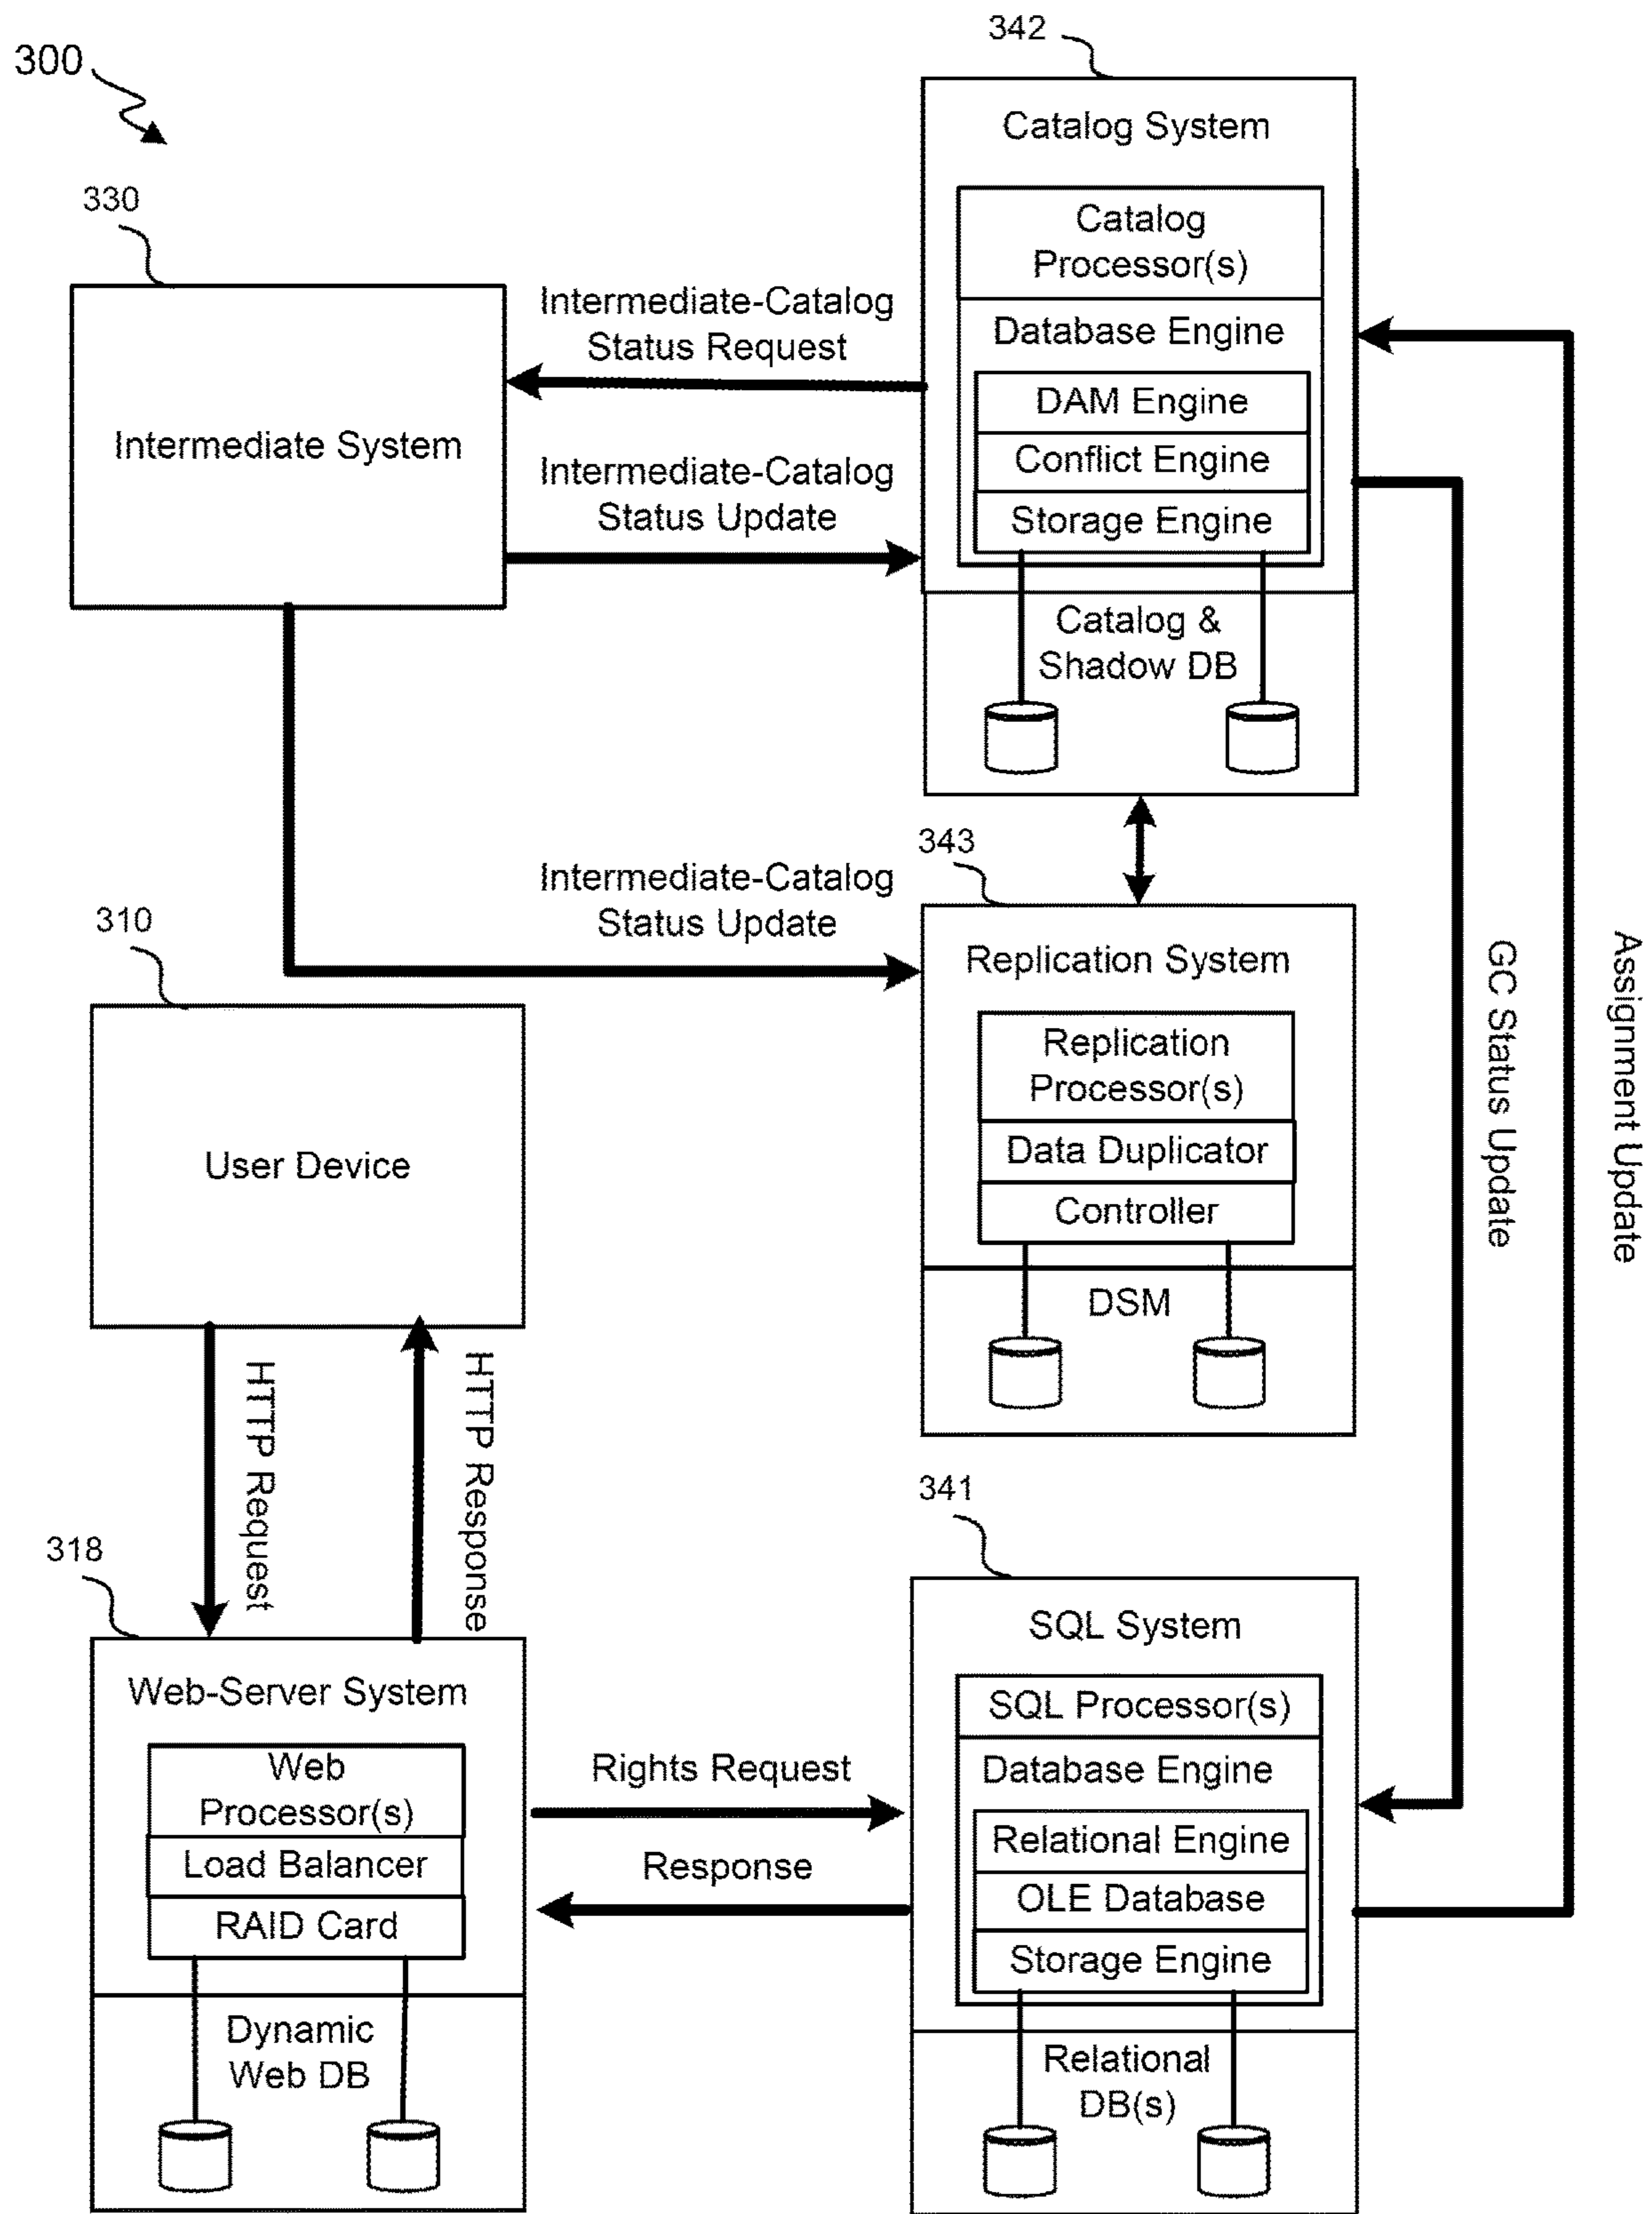 300
342
Catalog System
Catalog
Processor(s)
Database Engine
DAM Engine
Conflict Engine
Storage Engine
Catalog &
Shadow DB
330
Intermediate System
Intermediate-Catalog
Status Request
Intermediate-Catalog
Status Update
Intermediate-Catalog
Status Update
343
Replication System
Replication
Processor(s)
Data Duplicator
Controller
DSM
GC Status Update
Assignment Update
310
User Device
HTTP Request
HTTP Response
318
Web-Server System
Web
Processor(s)
Load Balancer
RAID Card
Dynamic
Web DB
Rights Request
Response
341
SQL System
SQL Processor(s)
Database Engine
Relational Engine
OLE Database
Storage Engine
Relational
DB(s)